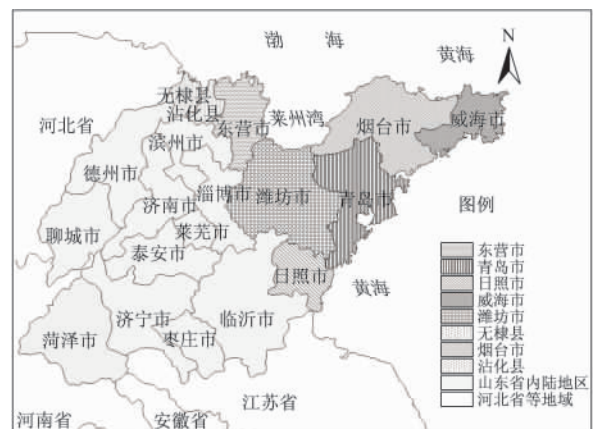 渤 海
黄海
N
无棣县
沾化县
河北省
东营市
莱州湾
烟台市
威海市
滨州市
德州市
淄博市
潍坊市
青岛市
济南市
图例
聊城市
莱芜市
泰安市
东营市
青岛市
日照市
日照市
黄海
威海市
潍坊市
济宁市
临沂市
无棣县
菏泽市
枣庄市
烟台市
沾化县
山东省内陆地区
河北省等地域
江苏省
河南省
安徽省